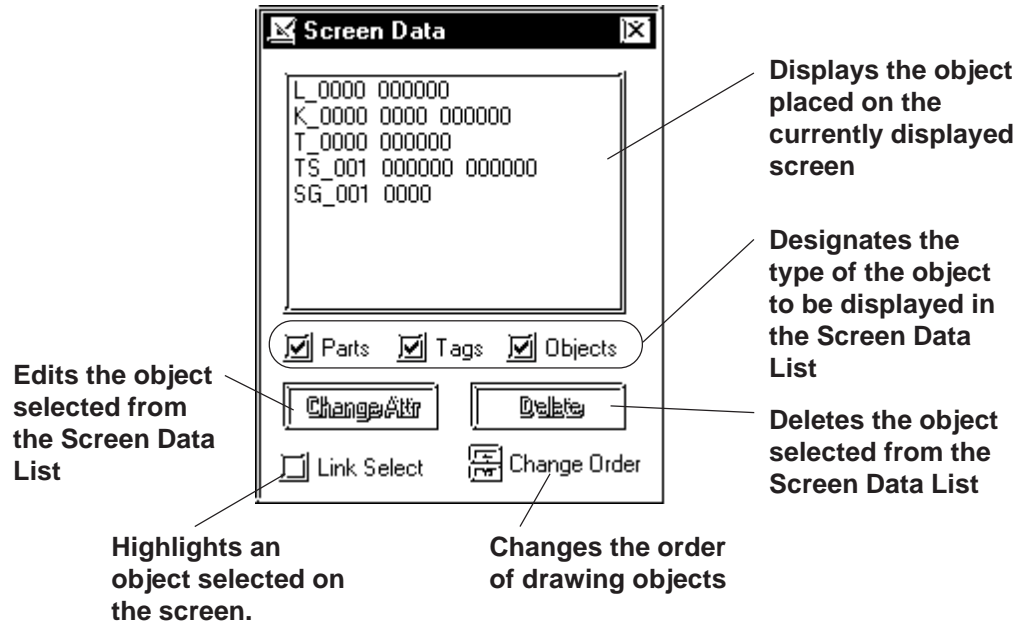 Screen Data
L_0000 000000
K_0000 0000 000000
T_0000 000000
TS_001 000000 000000
SG_001 0000
Parts
Tags
Objects
Change Attr
Delete
Link Select
Change Order
Displays the object
placed on the
currently displayed
screen
Designates the
type of the object
to be displayed in
the Screen Data
List
Edits the object
selected from
the Screen Data
List
Deletes the object
selected from the
Screen Data List
Highlights an
object selected on
the screen.
Changes the order
of drawing objects